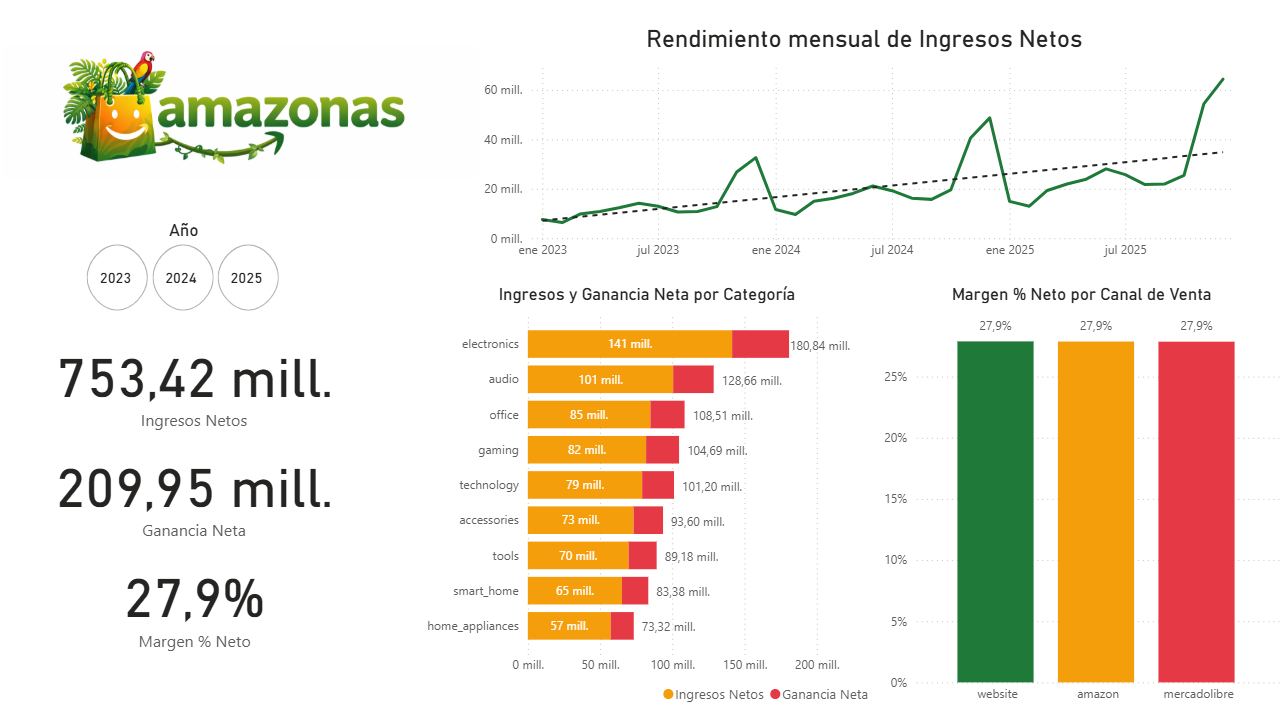 amazonas
Año
2023 2024 2025
753,42 mill.
Ingresos Netos
209,95 mill.
Ganancia Neta
27,9%
Margen % Neto
Rendimiento mensual de Ingresos Netos
60 mill.
40 mill.
20 mill.
0 mill.
ene 2023 jul 2023 ene 2024 jul 2024 ene 2025 jul 2025
Ingresos y Ganancia Neta por Categoría
electronics 141 mill. 180,84 mill.
audio 101 mill. 128,66 mill.
office 85 mill. 108,51 mill.
gaming 82 mill. 104,69 mill.
technology 79 mill. 101,20 mill.
accessories 73 mill. 93,60 mill.
tools 70 mill. 89,18 mill.
smart_home 65 mill. 83,38 mill.
home_appliances 57 mill. 73,32 mill.
0 mill. 50 mill. 100 mill. 150 mill. 200 mill.
Ingresos Netos Ganancia Neta
Margen % Neto por Canal de Venta
27,9% 27,9% 27,9%
25%
20%
15%
10%
5%
0%
website amazon mercadolibre